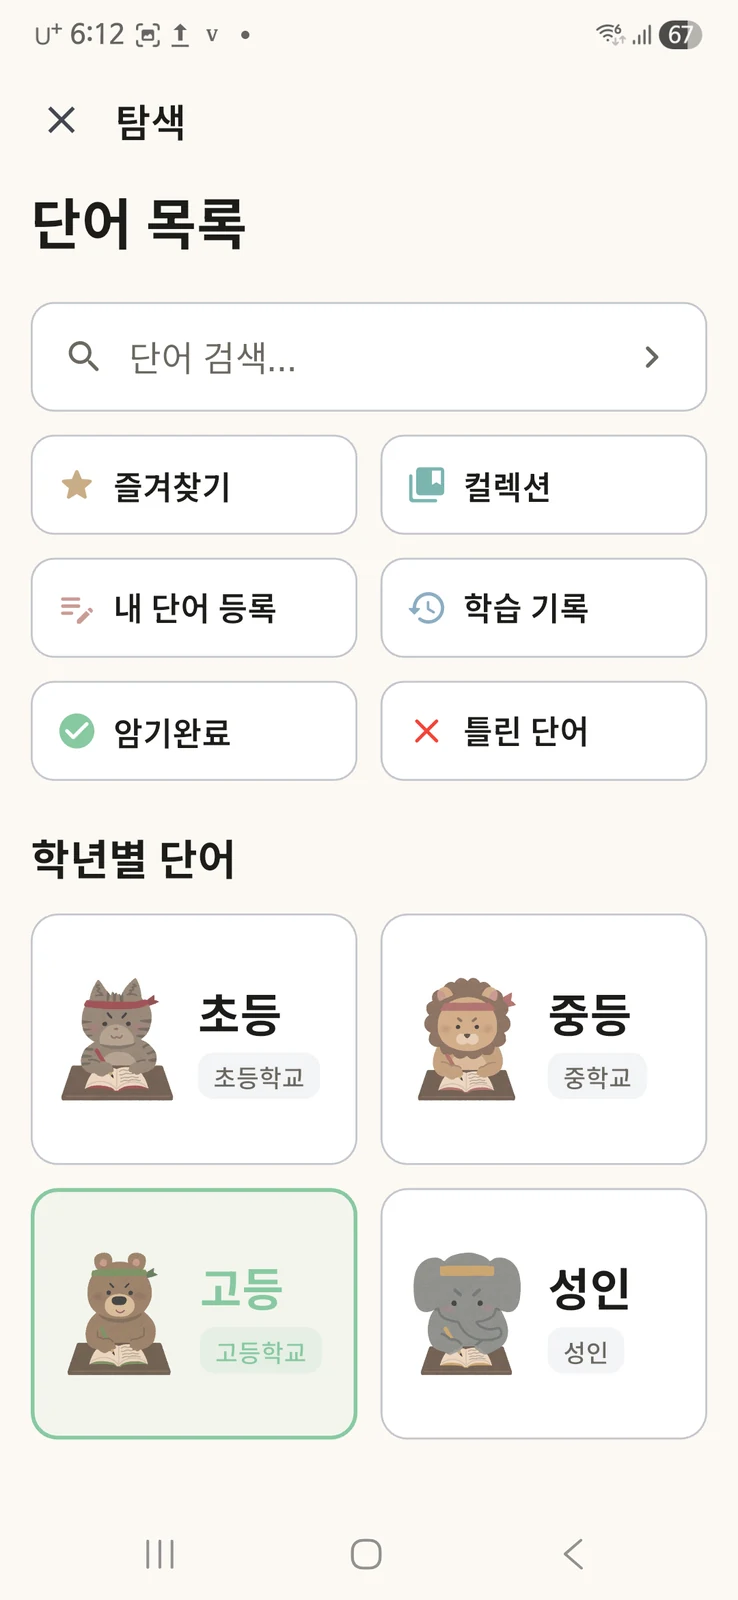 U+ 6:12 v 67
탐색
단어 목록
단어 검색...
즐겨찾기
컬렉션
내 단어 등록
학습 기록
암기완료
틀린 단어
학년별 단어
초등
초등학교
중등
중학교
고등
고등학교
성인
성인